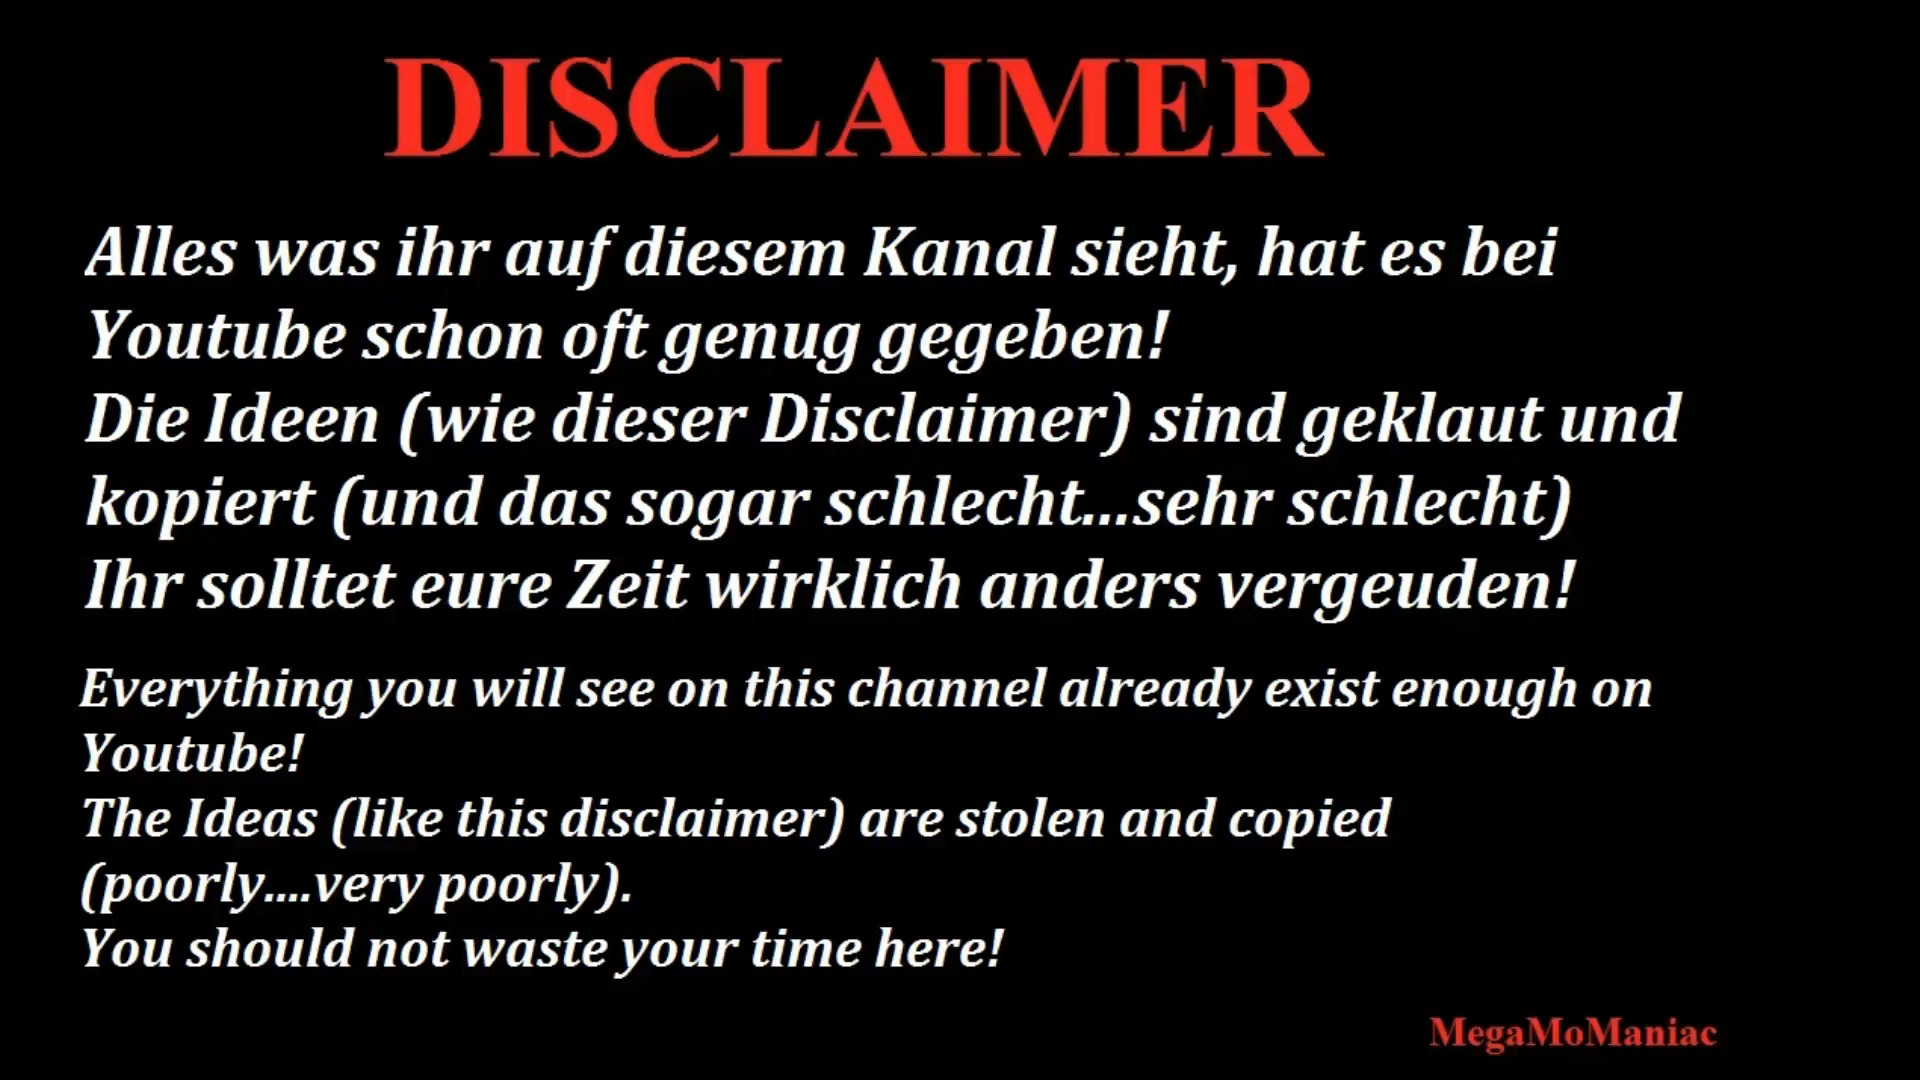 DISCLAIMER
Alles was ihr auf diesem Kanal sieht, hat es bei
Youtube schon oft genug gegeben!
Die Ideen (wie dieser Disclaimer) sind geklaut und
kopiert (und das sogar schlecht...sehr schlecht)
Ihr solltet eure Zeit wirklich anders vergeuden!
Everything you will see on this channel already exist enough on
Youtube!
The Ideas (like this disclaimer) are stolen and copied
(poorly....very poorly).
You should not waste your time here!
MegaMoManiac